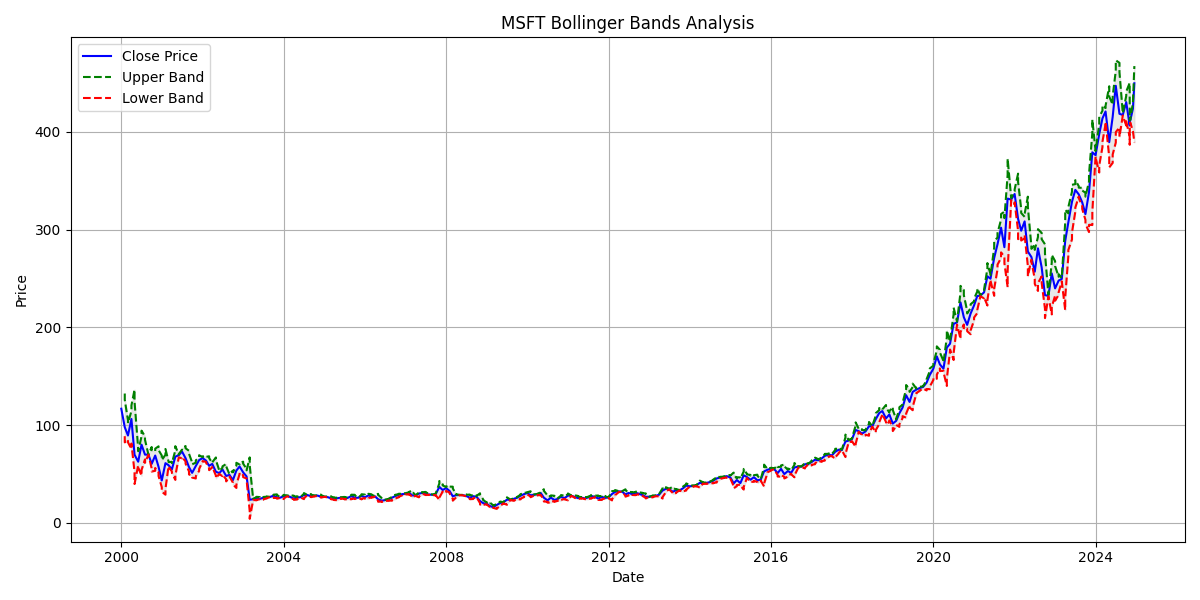 MSFT Bollinger Bands Analysis
Close Price
Upper Band
Lower Band
400
300
200
100
0
Price
2000 2004 2008 2012 2016 2020 2024
Date